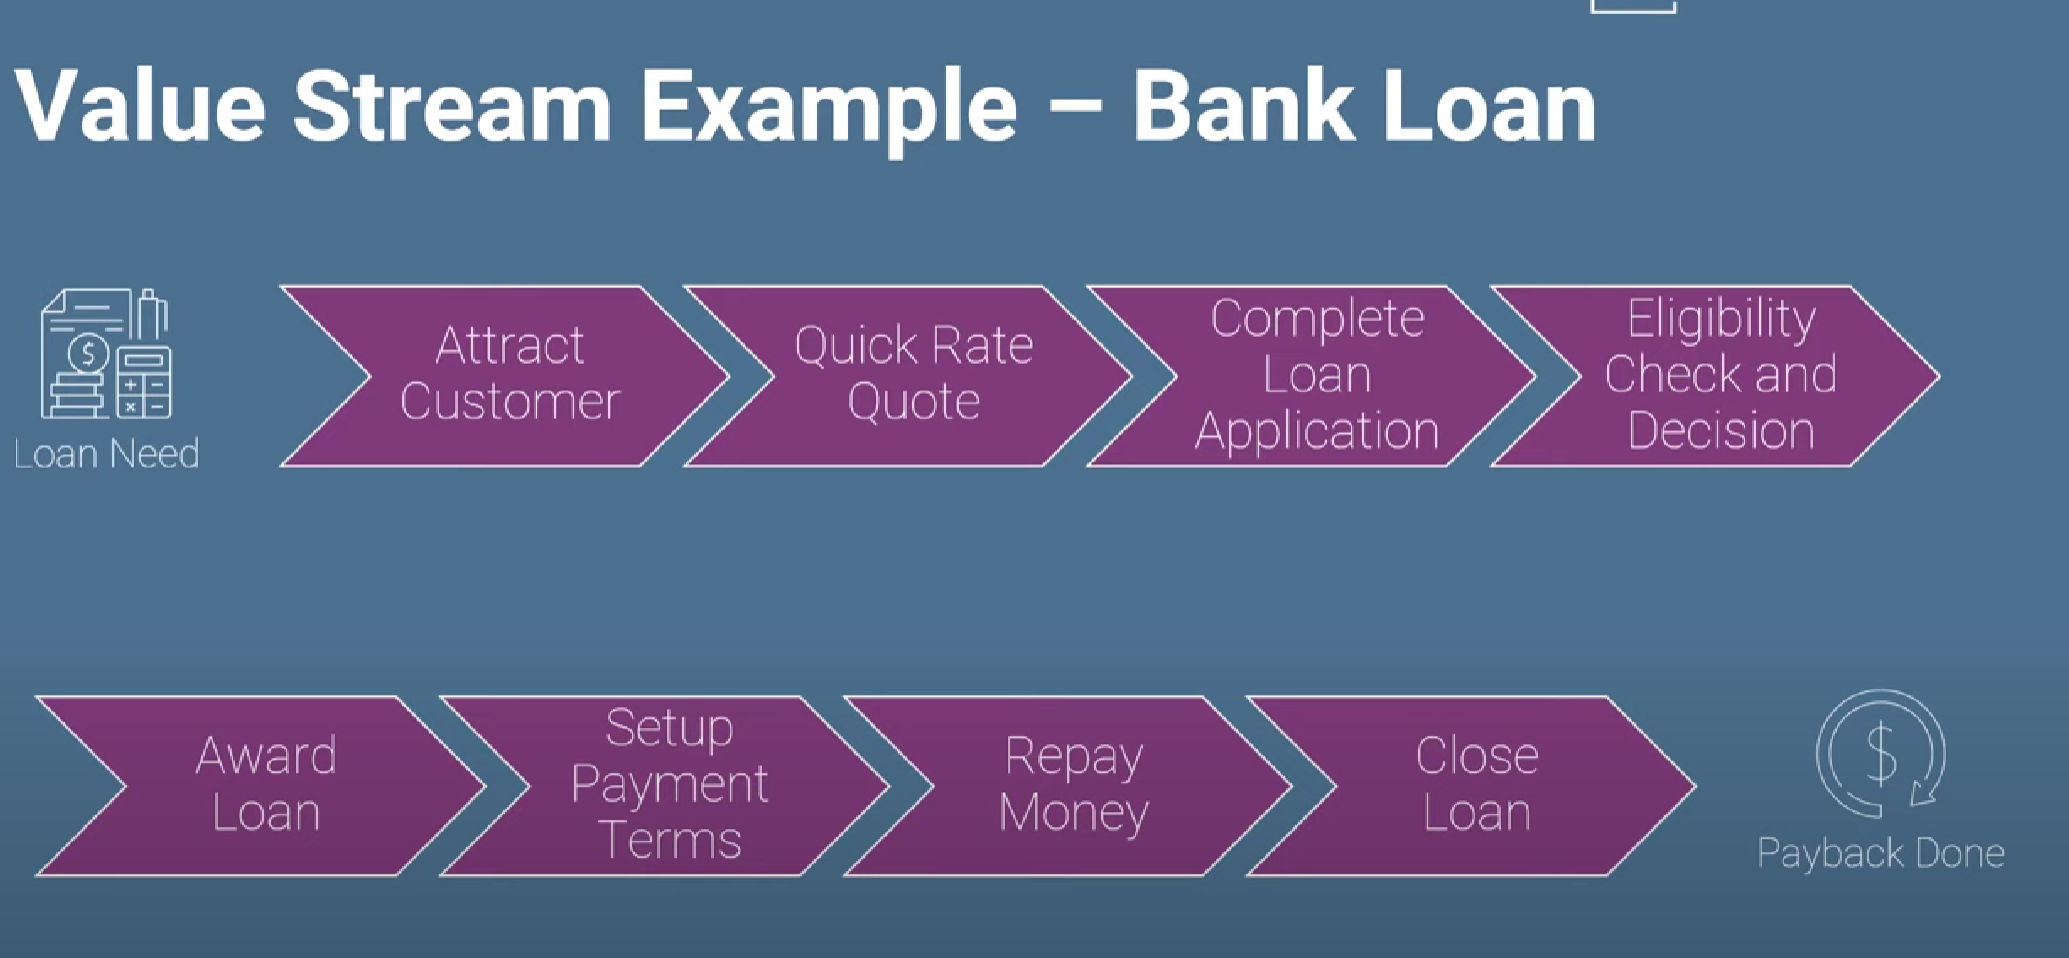 Value Stream Example – Bank Loan
Loan Need
Attract
Customer
Quick Rate
Quote
Complete
Loan
Application
Eligibility
Check and
Decision
Award
Loan
Setup
Payment
Terms
Repay
Money
Close
Loan
Payback Done